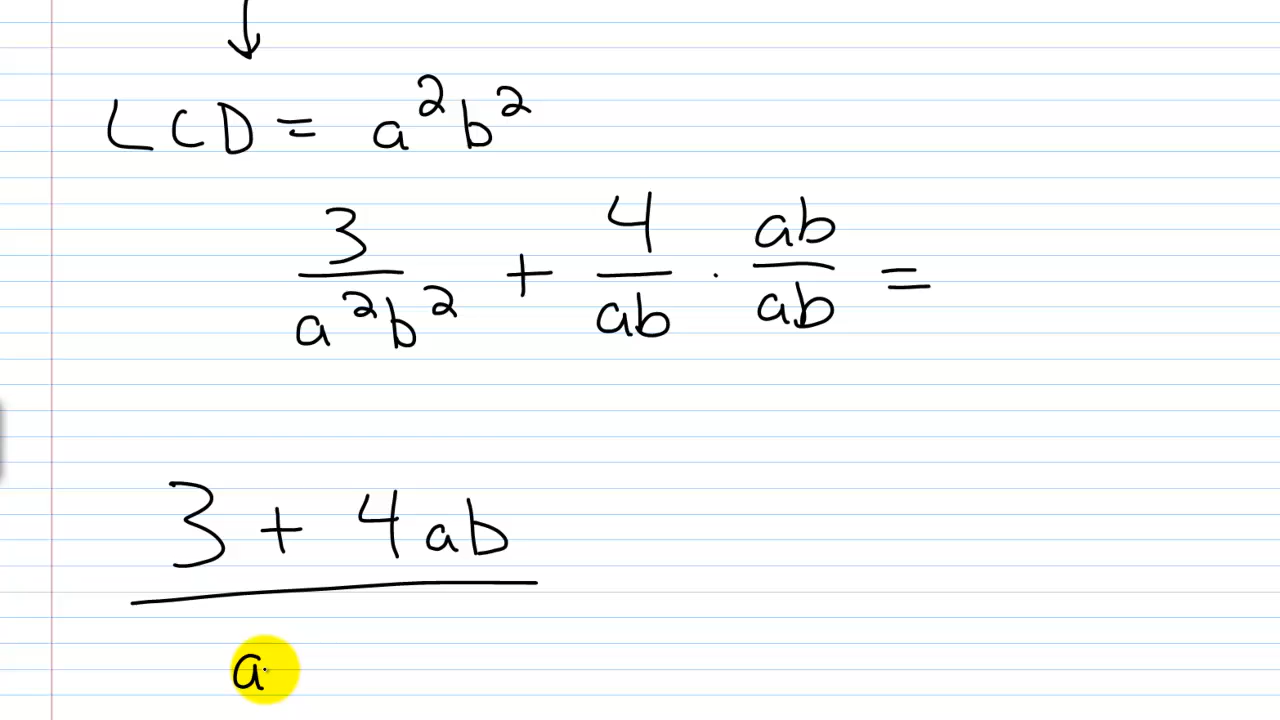 LCD = a²b²
3/a²b² + 4/ab · ab/ab =
3 + 4ab
a